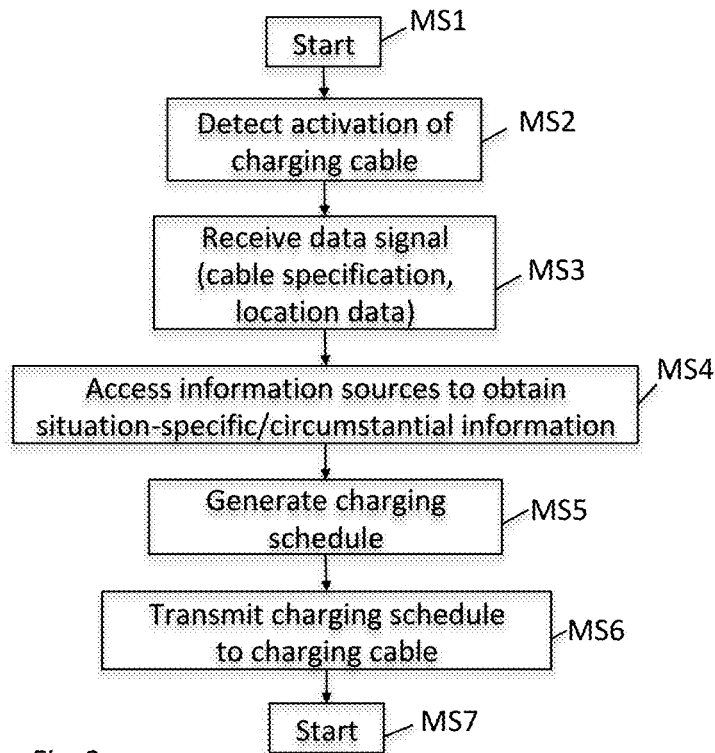 Start
MS1
Detect activation of
charging cable
MS2
Receive data signal
(cable specification,
location data)
MS3
Access information sources to obtain
situation-specific/circumstantial information
MS4
Generate charging
schedule
MS5
Transmit charging schedule
to charging cable
MS6
Start
MS7